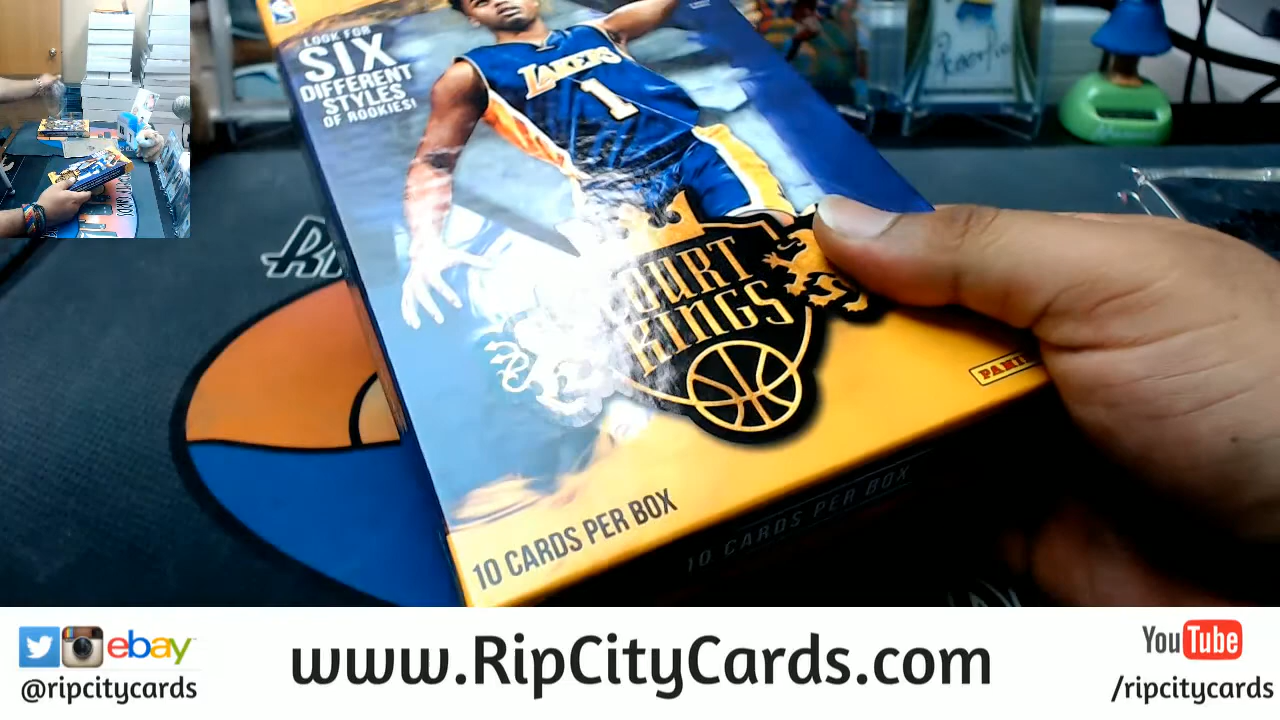 LOOK FOR
SIX
DIFFERENT
STYLES
OF ROOKIES!
LAKERS
1
COURT
KINGS
10 CARDS PER BOX
10 CARDS PER BOX
ebay
@ripcitycards
www.RipCityCards.com
YouTube
/ripcitycards